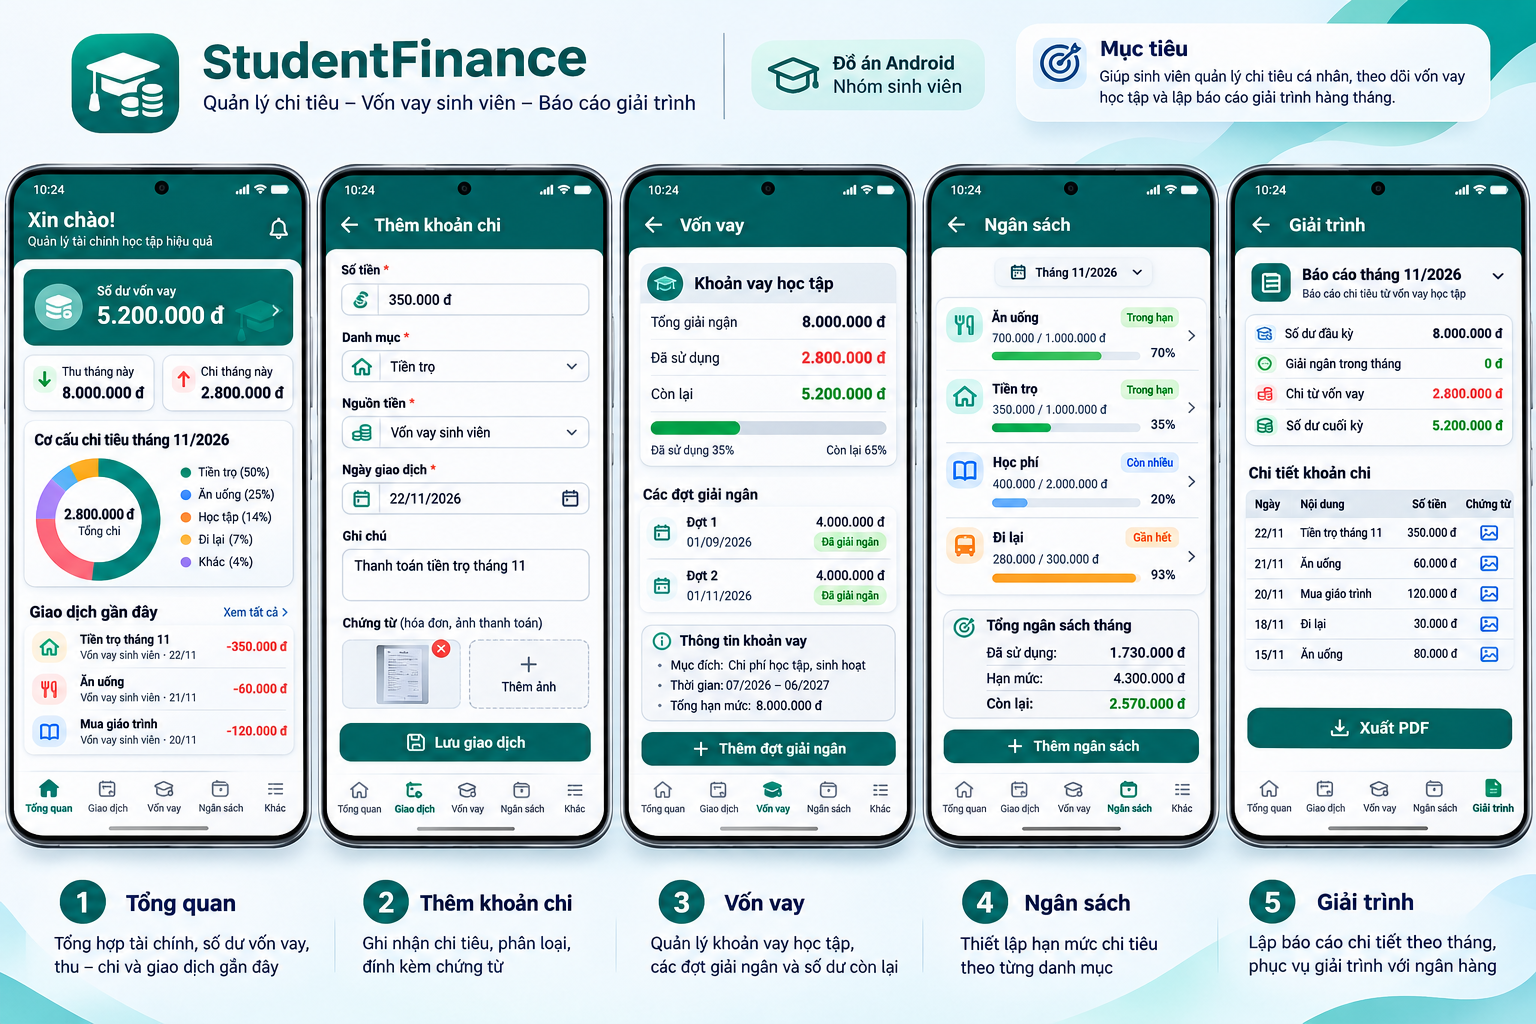 StudentFinance
Quản lý chi tiêu – Vốn vay sinh viên – Báo cáo giải trình
Đồ án Android
Nhóm sinh viên
Mục tiêu
Giúp sinh viên quản lý chi tiêu cá nhân, theo dõi vốn vay
học tập và lập báo cáo giải trình hàng tháng.
10:24
Xin chào!
Quản lý tài chính học tập hiệu quả
Số dư vốn vay
5.200.000 đ
Thu tháng này
8.000.000 đ
Chi tháng này
2.800.000 đ
Cơ cấu chi tiêu tháng 11/2026
2.800.000 đ
Tổng chi
Tiền trọ (50%)
Ăn uống (25%)
Học tập (14%)
Đi lại (7%)
Khác (4%)
Giao dịch gần đây
Xem tất cả >
Tiền trọ tháng 11
Vốn vay sinh viên · 22/11
-350.000 đ
Ăn uống
Vốn vay sinh viên · 21/11
-60.000 đ
Mua giáo trình
Vốn vay sinh viên · 20/11
-120.000 đ
Tổng quan
Giao dịch
Vốn vay
Ngân sách
Khác
10:24
Thêm khoản chi
Số tiền *
350.000 đ
Danh mục *
Tiền trọ
Nguồn tiền *
Vốn vay sinh viên
Ngày giao dịch *
22/11/2026
Ghi chú
Thanh toán tiền trọ tháng 11
Chứng từ (hóa đơn, ảnh thanh toán)
Thêm ảnh
Lưu giao dịch
Tổng quan
Giao dịch
Vốn vay
Ngân sách
Khác
10:24
Vốn vay
Khoản vay học tập
Tổng giải ngân 8.000.000 đ
Đã sử dụng 2.800.000 đ
Còn lại 5.200.000 đ
Đã sử dụng 35% Còn lại 65%
Các đợt giải ngân
Đợt 1 4.000.000 đ
01/09/2026 Đã giải ngân
Đợt 2 4.000.000 đ
01/11/2026 Đã giải ngân
Thông tin khoản vay
• Mục đích: Chi phí học tập, sinh hoạt
• Thời gian: 07/2026 – 06/2027
• Tổng hạn mức: 8.000.000 đ
+ Thêm đợt giải ngân
Tổng quan
Giao dịch
Vốn vay
Ngân sách
Khác
10:24
Ngân sách
Tháng 11/2026
Ăn uống Trong hạn
700.000 / 1.000.000 đ
70%
Tiền trọ Trong hạn
350.000 / 1.000.000 đ
35%
Học phí Còn nhiều
400.000 / 2.000.000 đ
20%
Đi lại Gần hết
280.000 / 300.000 đ
93%
Tổng ngân sách tháng
Đã sử dụng: 1.730.000 đ
Hạn mức: 4.300.000 đ
Còn lại: 2.570.000 đ
+ Thêm ngân sách
Tổng quan
Giao dịch
Vốn vay
Ngân sách
Khác
10:24
Giải trình
Báo cáo tháng 11/2026
Báo cáo chi tiêu từ vốn vay học tập
Số dư đầu kỳ 8.000.000 đ
Giải ngân trong tháng 0 đ
Chi từ vốn vay 2.800.000 đ
Số dư cuối kỳ 5.200.000 đ
Chi tiết khoản chi
Ngày Nội dung Số tiền Chứng từ
22/11 Tiền trọ tháng 11 350.000 đ
21/11 Ăn uống 60.000 đ
20/11 Mua giáo trình 120.000 đ
18/11 Đi lại 30.000 đ
15/11 Ăn uống 80.000 đ
Xuất PDF
Tổng quan
Giao dịch
Vốn vay
Ngân sách
Giải trình
1 Tổng quan
Tổng hợp tài chính, số dư vốn vay,
thu – chi và giao dịch gần đây
2 Thêm khoản chi
Ghi nhận chi tiêu, phân loại,
đính kèm chứng từ
3 Vốn vay
Quản lý khoản vay học tập,
các đợt giải ngân và số dư còn lại
4 Ngân sách
Thiết lập hạn mức chi tiêu
theo từng danh mục
5 Giải trình
Lập báo cáo chi tiết theo tháng,
phục vụ giải trình với ngân hàng